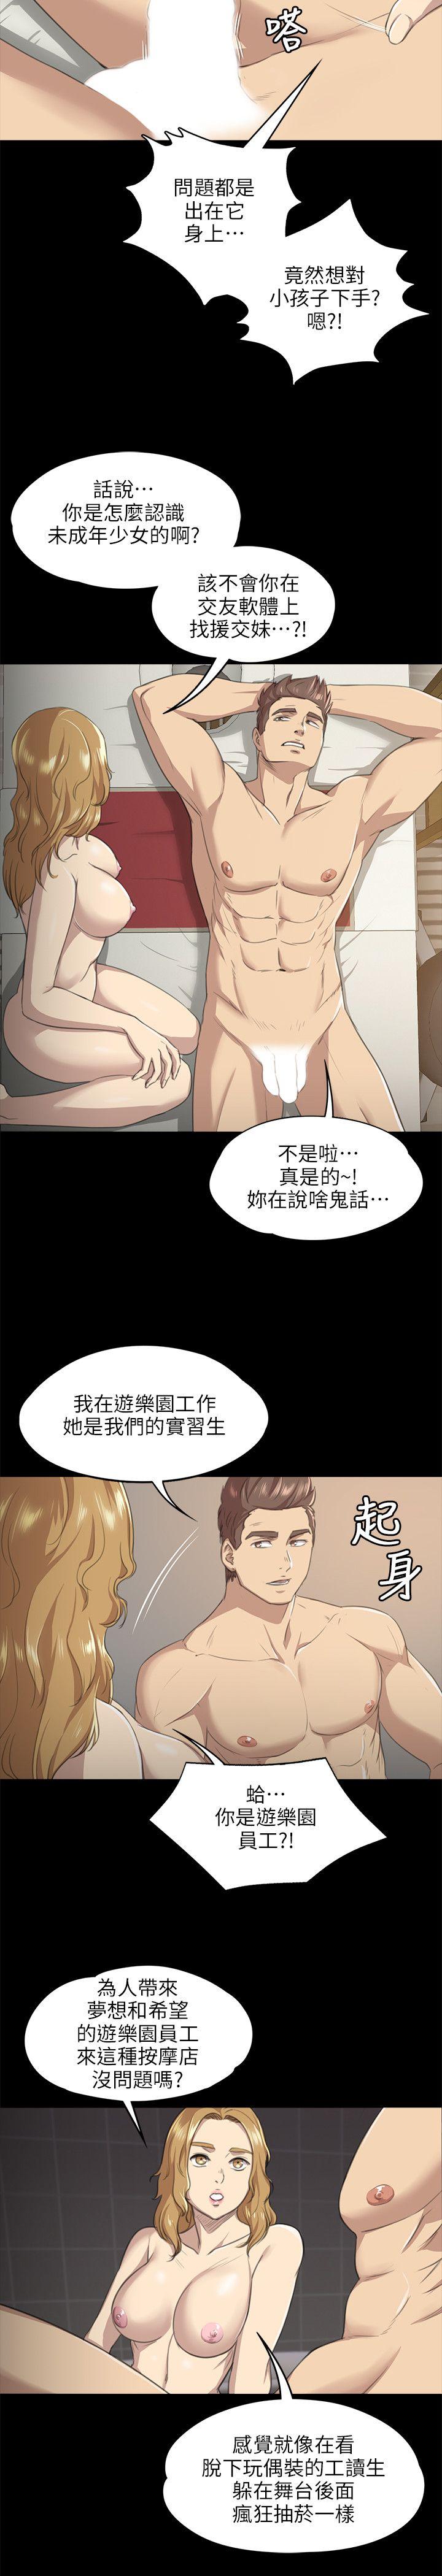 嗒
問題都是
出在它
身上…
竟然想對
小孩子下手?
嗯?!
話說…
你是怎麼認識
未成年少女的啊?
該不會你在
交友軟體上
找援交妹…?!
不是啦…
真是的~!
妳在說啥鬼話…
我在遊樂園工作
她是我們的實習生
起身
蛤…
你是遊樂園
員工?!
為人帶來
夢想和希望
的遊樂園員工
來這種按摩店
沒問題嗎?
感覺就像在看
脫下玩偶裝的工讀生
躲在舞台後面
瘋狂抽菸一樣